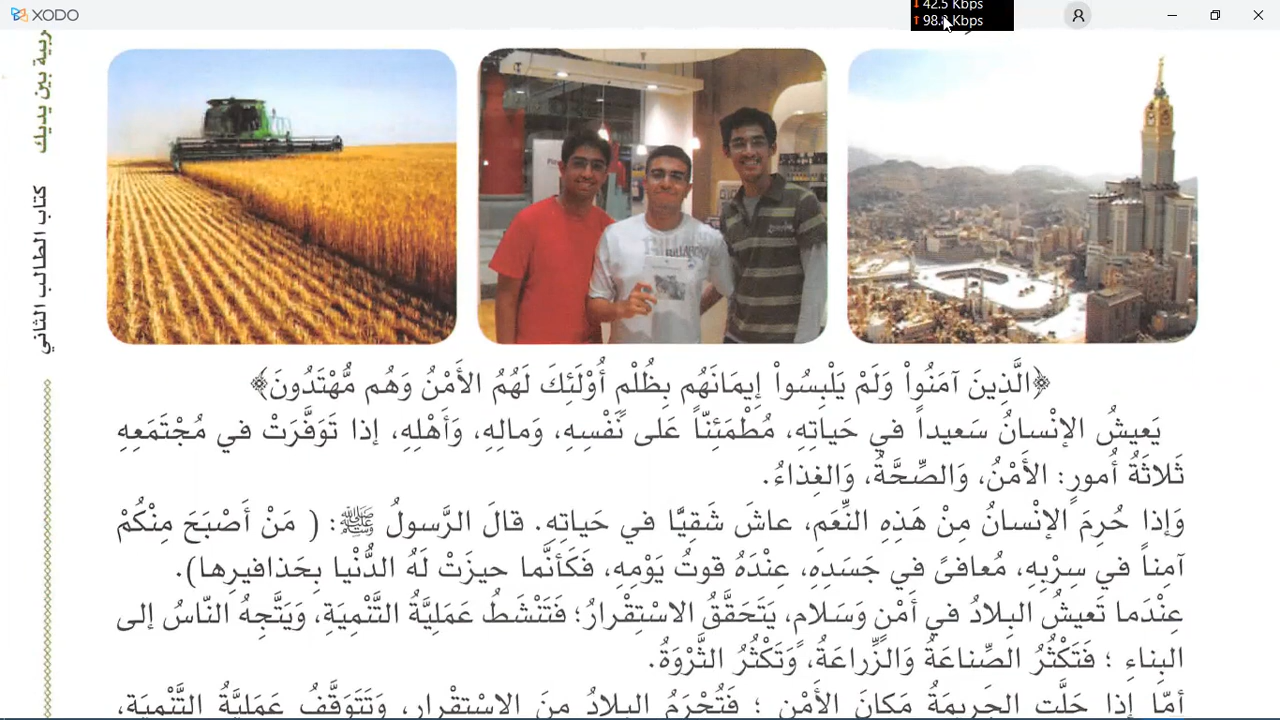 XODO
42.5 Kbps
Kbps
كتاب الطالب الثاني
بين يديك
﴿الَّذِينَ آمَنُواْ وَلَمْ يَلْبِسُواْ إِيمَانَهُم بِظُلْمٍ أُوْلَئِكَ لَهُمُ الأَمْنُ وَهُم مُّهْتَدُونَ﴾
يَعيشُ الإنْسانُ سَعيداً في حَياتِهِ، مُطْمَئِنّاً عَلى نَفْسِهِ، وَمالِهِ، وَأَهْلِهِ، إذا تَوَفَّرَتْ في مُجْتَمَعِهِ
ثَلاثَةُ أُمورٍ: الأَمْنُ، وَالصِّحَّةُ، وَالغِذاءُ.
وَإذا حُرِمَ الإنْسانُ مِنْ هَذِهِ النِّعَمِ، عاشَ شَقِيًّا في حَياتِهِ. قالَ الرَّسولُ ﷺ: ( مَنْ أَصْبَحَ مِنْكُمْ
آمِناً في سِرْبِهِ، مُعافىً في جَسَدِهِ، عِنْدَهُ قوتُ يَوْمِهِ، فَكَأنَّما حيزَتْ لَهُ الدُّنْيا بِحَذافيرِها).
عِنْدَما تَعيشُ البِلادُ في أَمْنٍ وَسَلامٍ، يَتَحَقَّقُ الاسْتِقْرارُ؛ فَتَنْشَطُ عَمَلِيَّةُ التَّنْمِيَةِ، وَيَتَّجِهُ النّاسُ إلى
البِناءِ ؛ فَتَكْثُرُ الصِّناعَةُ وَالزِّراعَةُ، وَتَكْثُرُ الثَّرْوَةُ.
أمّا إذا حَلَّت الجَريمَةُ مَكانَ الأَمْنِ ؛ فَتُحْرَمُ البِلادُ مِنَ الاسْتِقْرارِ، وَتَتَوَقَّفُ عَمَلِيَّةُ التَّنْمِيَةِ،